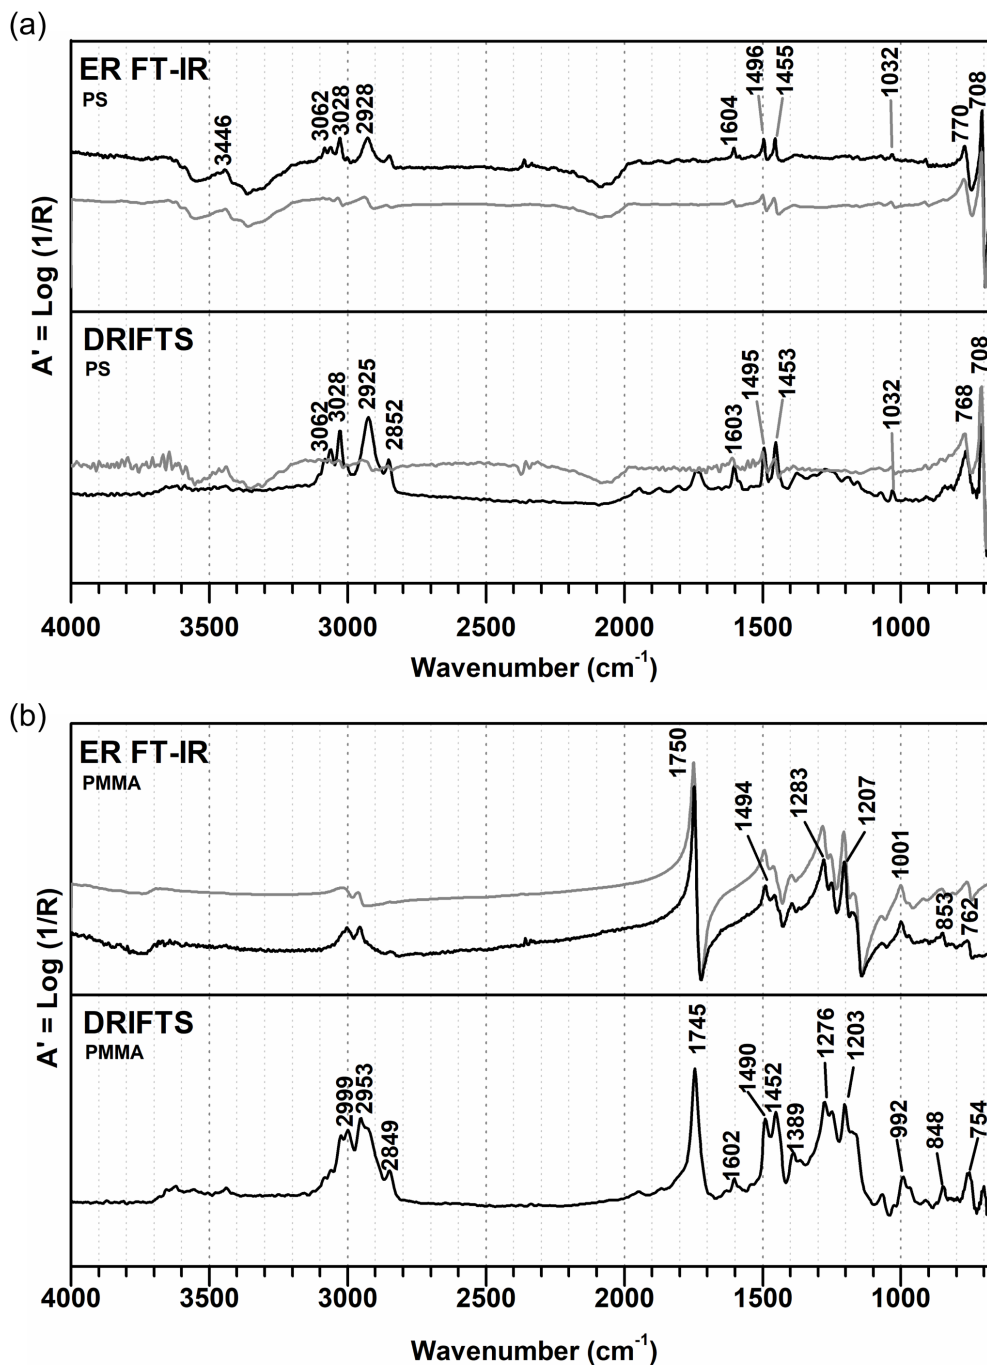 (a)
ER FT-IR
PS
3446
3062
3028
2928
1604
1496
1455
1032
770
708
DRIFTS
PS
3062
3028
2925
2852
1603
1495
1453
1032
768
708
A' = Log (1/R)
4000 3500 3000 2500 2000 1500 1000
Wavenumber (cm⁻¹)
(b)
ER FT-IR
PMMA
1750
1494
1283
1207
1001
853
762
DRIFTS
PMMA
2999
2953
2849
1745
1602
1490
1452
1389
1276
1203
992
848
754
A' = Log (1/R)
4000 3500 3000 2500 2000 1500 1000
Wavenumber (cm⁻¹)